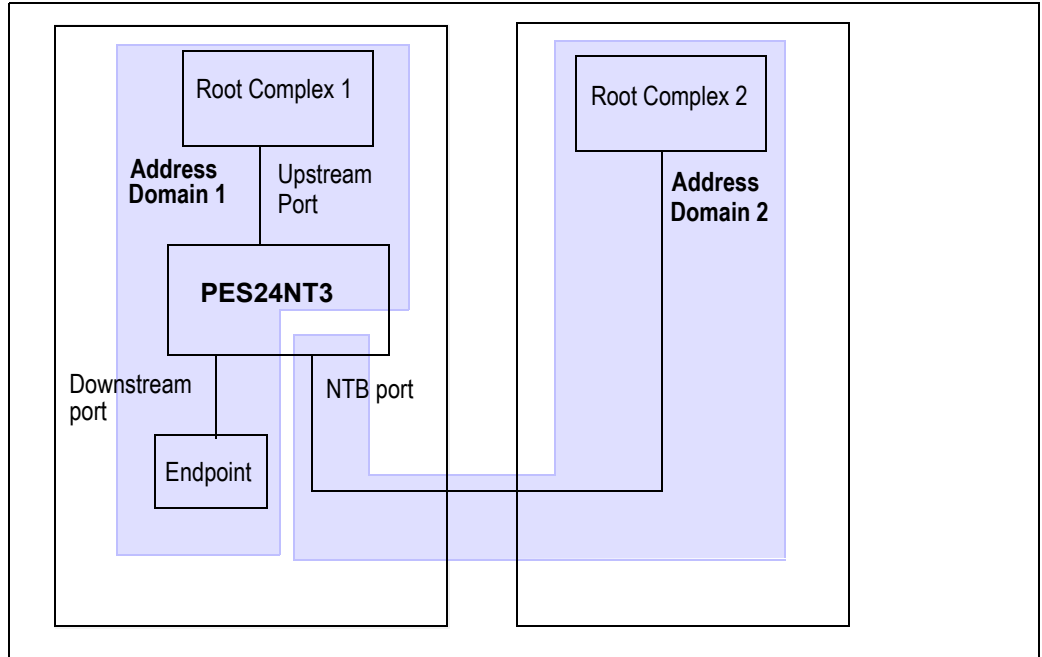 Root Complex 1
Root Complex 2
Address
Domain 1
Upstream
Port
Address
Domain 2
PES24NT3
Downstream
port
NTB port
Endpoint